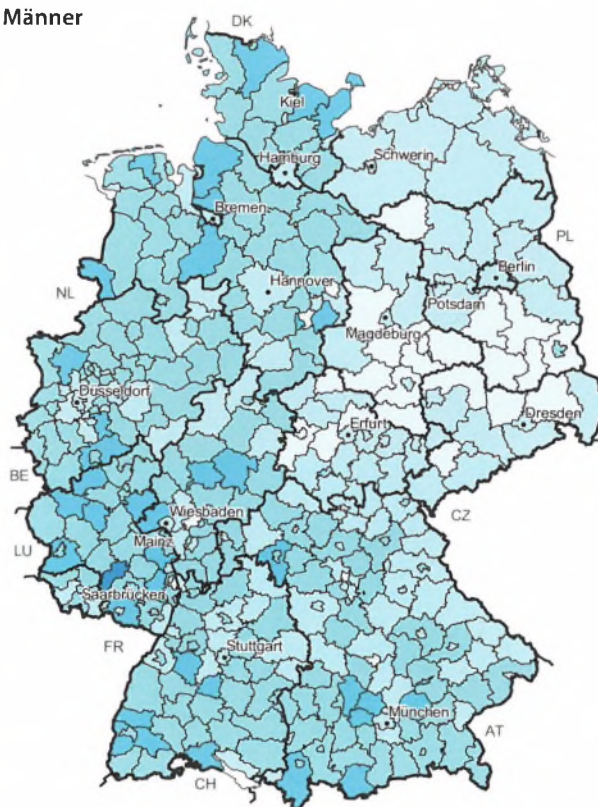 Männer
DK
Kiel
Hamburg
Schwerin
Bremen
PL
Berlin
NL
Hannover
Potsdam
Magdeburg
Düsseldorf
Erfurt
Dresden
BE
Wiesbaden
CZ
LU
Mainz
Saarbrücken
FR
Stuttgart
München
AT
CH